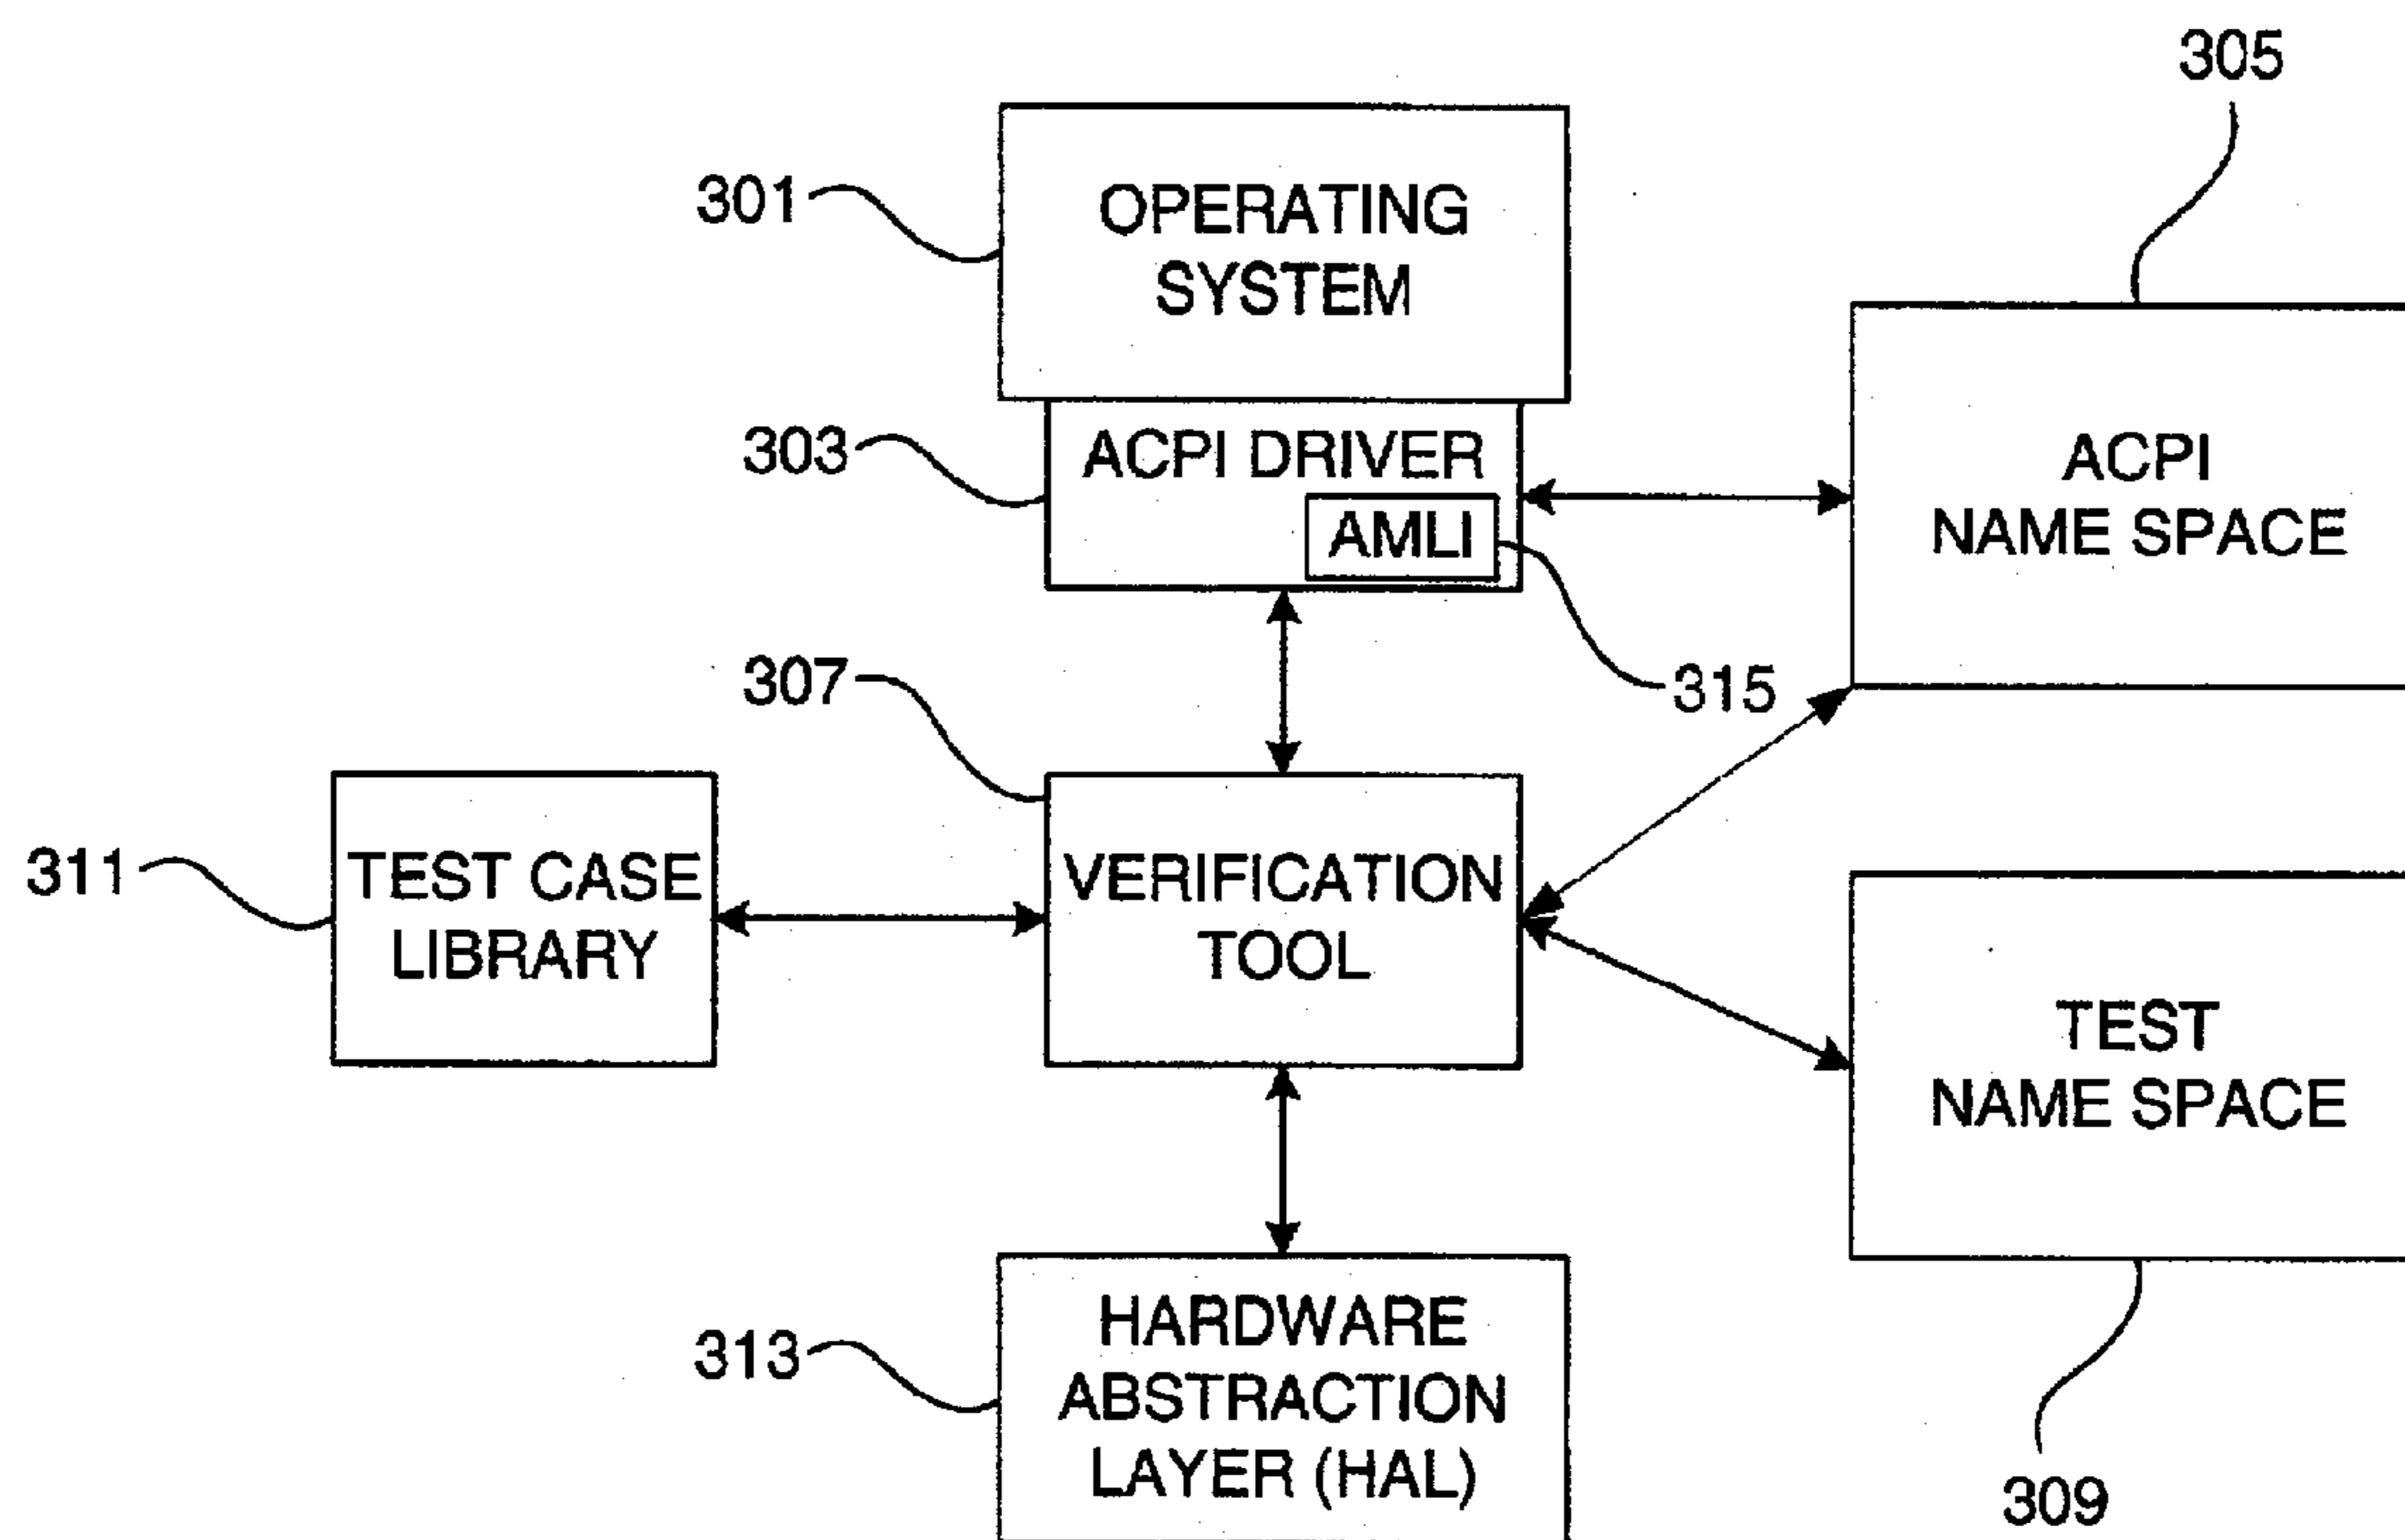 305
301
OPERATING
SYSTEM
303
ACPI DRIVER
AMLI
ACPI
NAME SPACE
307
315
311
TEST CASE
LIBRARY
VERIFICATION
TOOL
TEST
NAME SPACE
313
HARDWARE
ABSTRACTION
LAYER (HAL)
309